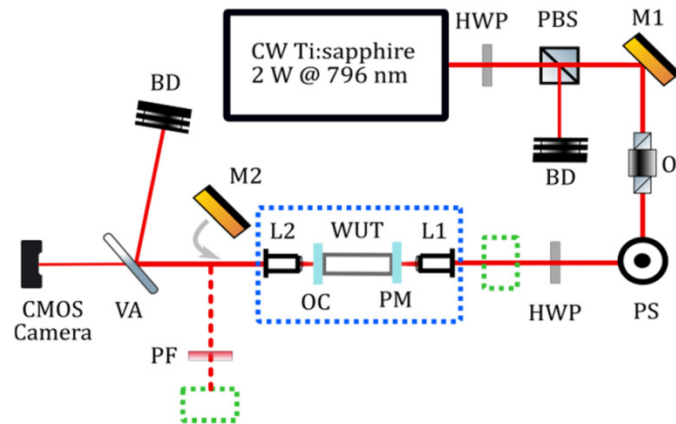 HWP
PBS
M1
CW Ti:sapphire
2 W @ 796 nm
BD
BD
M2
L2
WUT
L1
CMOS
Camera
VA
OC
PM
HWP
PS
PF